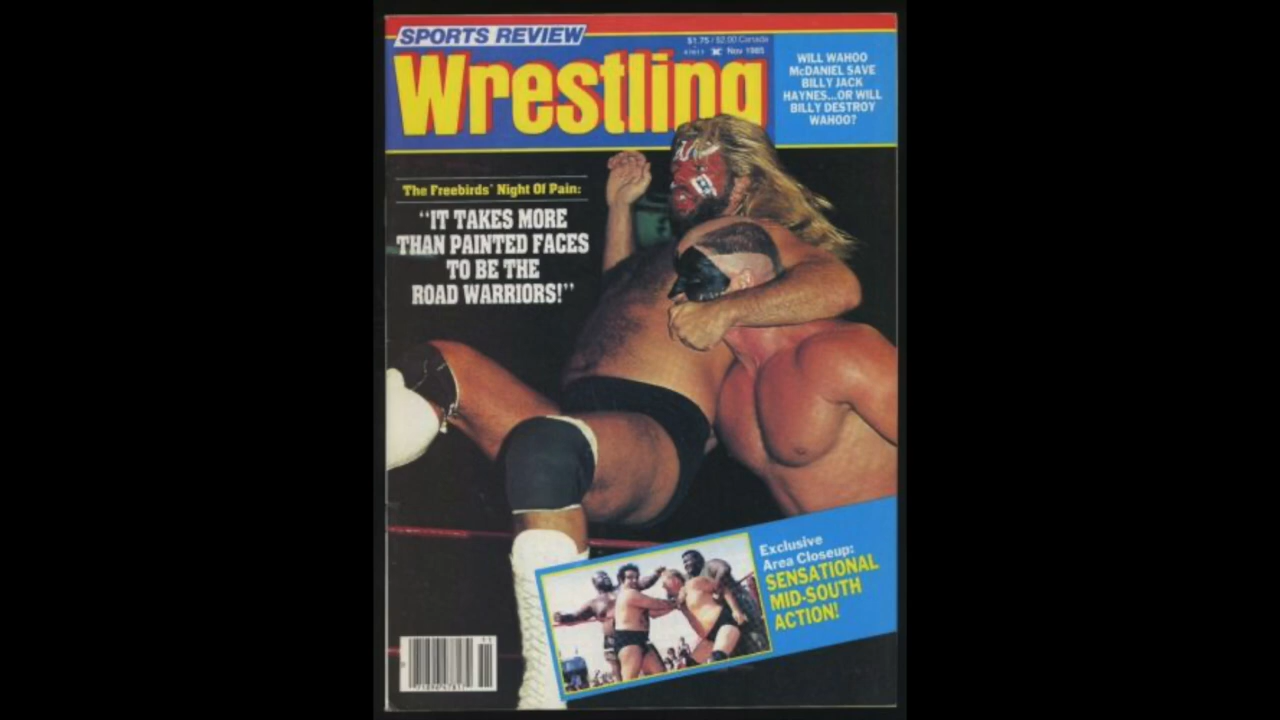 SPORTS REVIEW
Wrestling
$1.75 / $2.00 Canada
Nov 1985
WILL WAHOO
McDANIEL SAVE
BILLY JACK
HAYNES...OR WILL
BILLY DESTROY
WAHOO?
The Freebirds' Night Of Pain:
“IT TAKES MORE
THAN PAINTED FACES
TO BE THE
ROAD WARRIORS!”
Exclusive
Area Closeup:
SENSATIONAL
MID-SOUTH
ACTION!